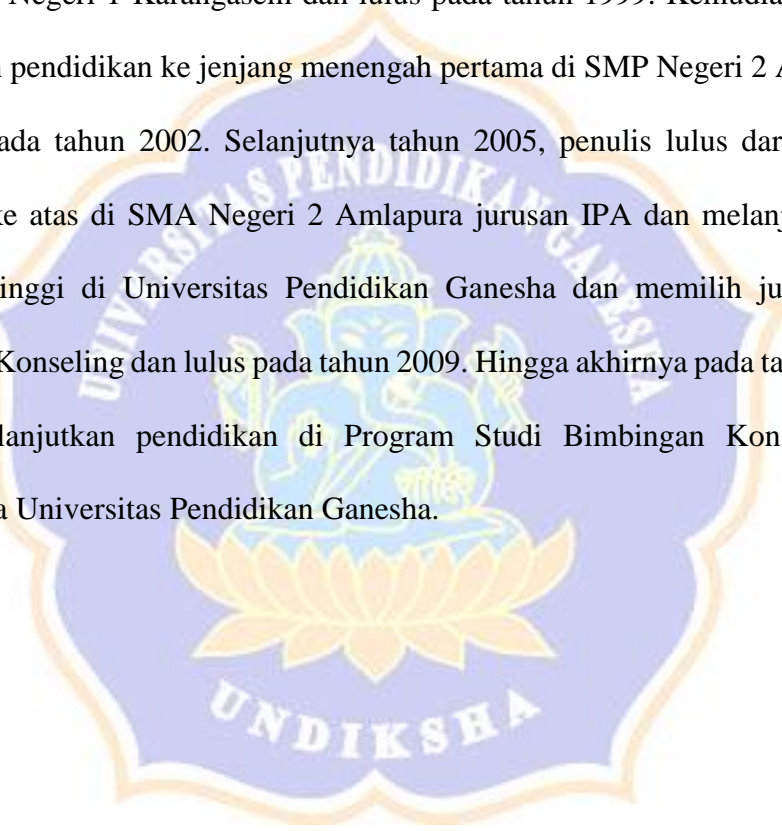 Negeri 1 Karangasem dan lulus pada tahun 1999.
pendidikan ke jenjang menengah pertama di SMP Negeri 2
tahun 2002. Selanjutnya tahun 2005, penulis lulus dar
ke atas di SMA Negeri 2 Amlapura jurusan IPA dan melanj
inggi di Universitas Pendidikan Ganesha dan memilih ju
Konseling dan lulus pada tahun 2009. Hingga akhirnya pada ta
lanjutkan pendidikan di Program Studi Bimbingan Kon
a Universitas Pendidikan Ganesha.
UNIVERSITAS PENDIDIKAN GANESHA
UNDIKSHA